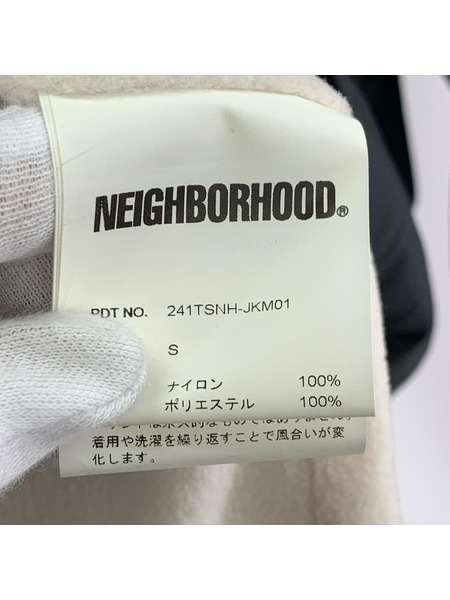 NEIGHBORHOOD®
PDT NO. 241TSNH-JKM01
S
ナイロン 100%
ポリエステル 100%
着用や洗濯を繰り返すことで風合いが変
化します。